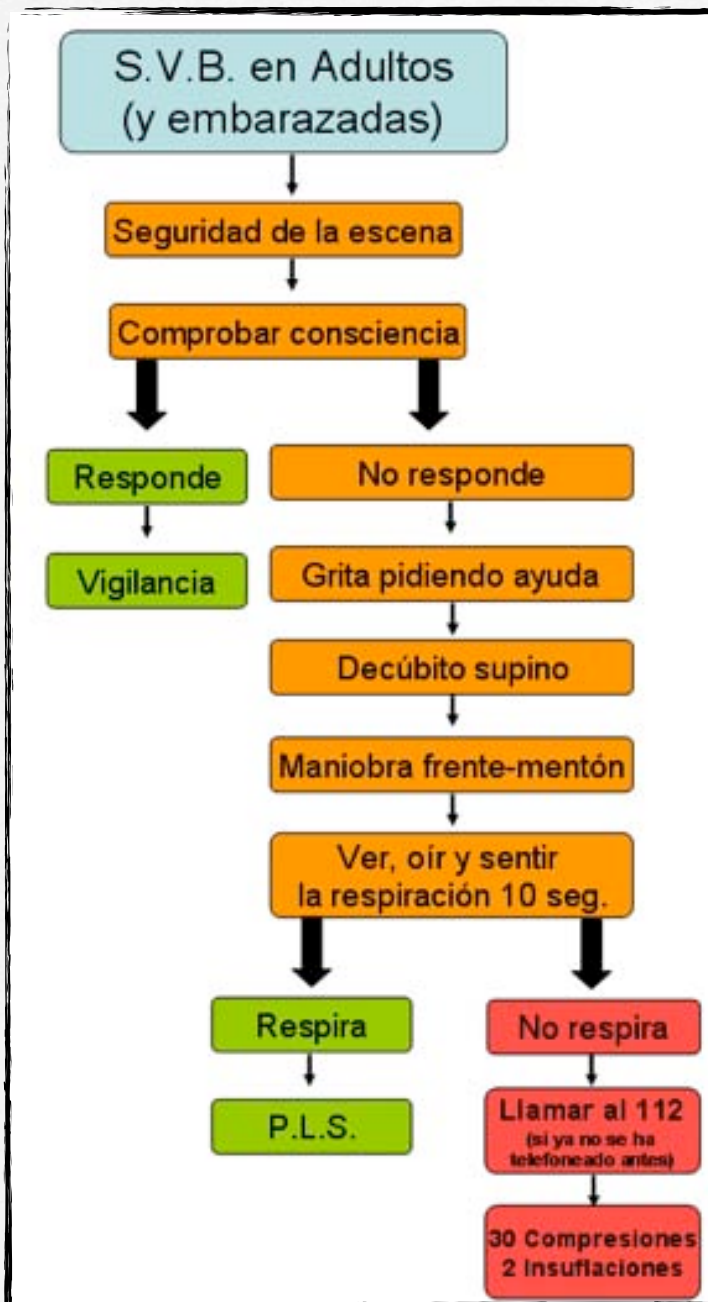 S.V.B. en Adultos
(y embarazadas)
Seguridad de la escena
Comprobar consciencia
Responde
No responde
Vigilancia
Grita pidiendo ayuda
Decúbito supino
Maniobra frente-mentón
Ver, oír y sentir
la respiración 10 seg.
Respira
No respira
P.L.S.
Llamar al 112
(si ya no se ha
telefoneado antes)
30 Compresiones
2 Insuflaciones